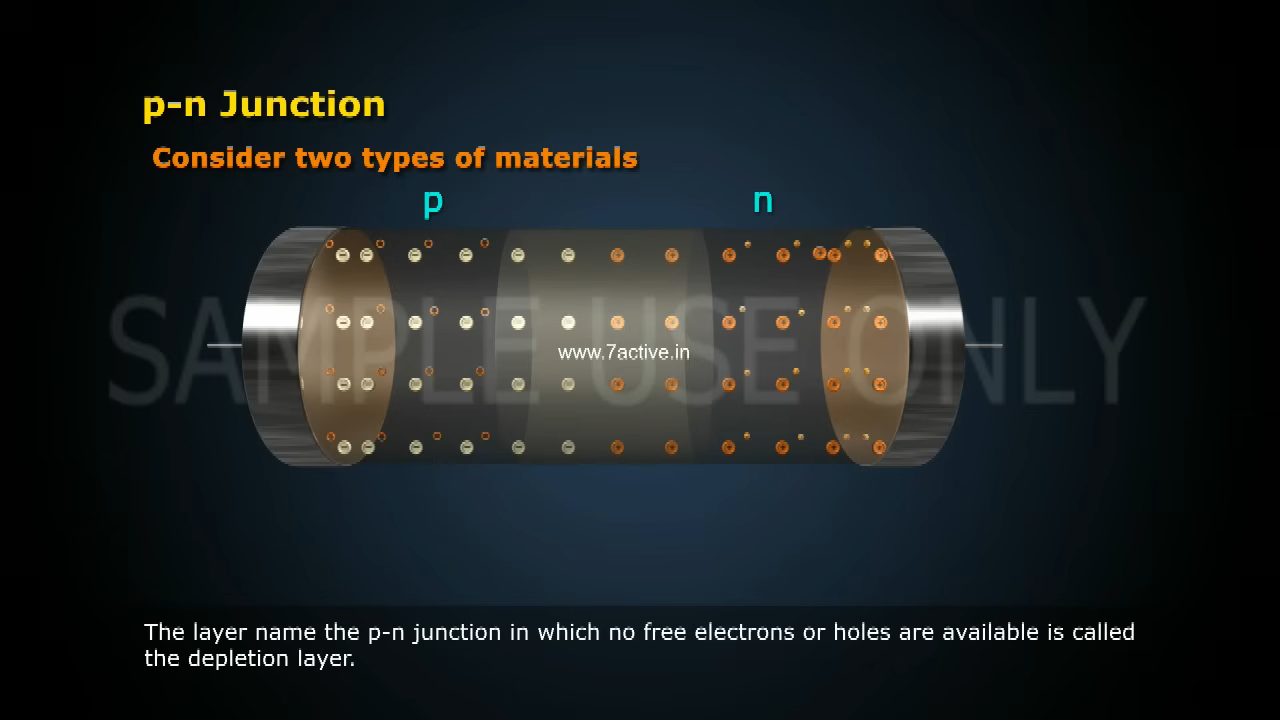 p-n Junction
Consider two types of materials
p n
SAMPLE USE ONLY
www.7active.in
The layer name the p-n junction in which no free electrons or holes are available is called
the depletion layer.